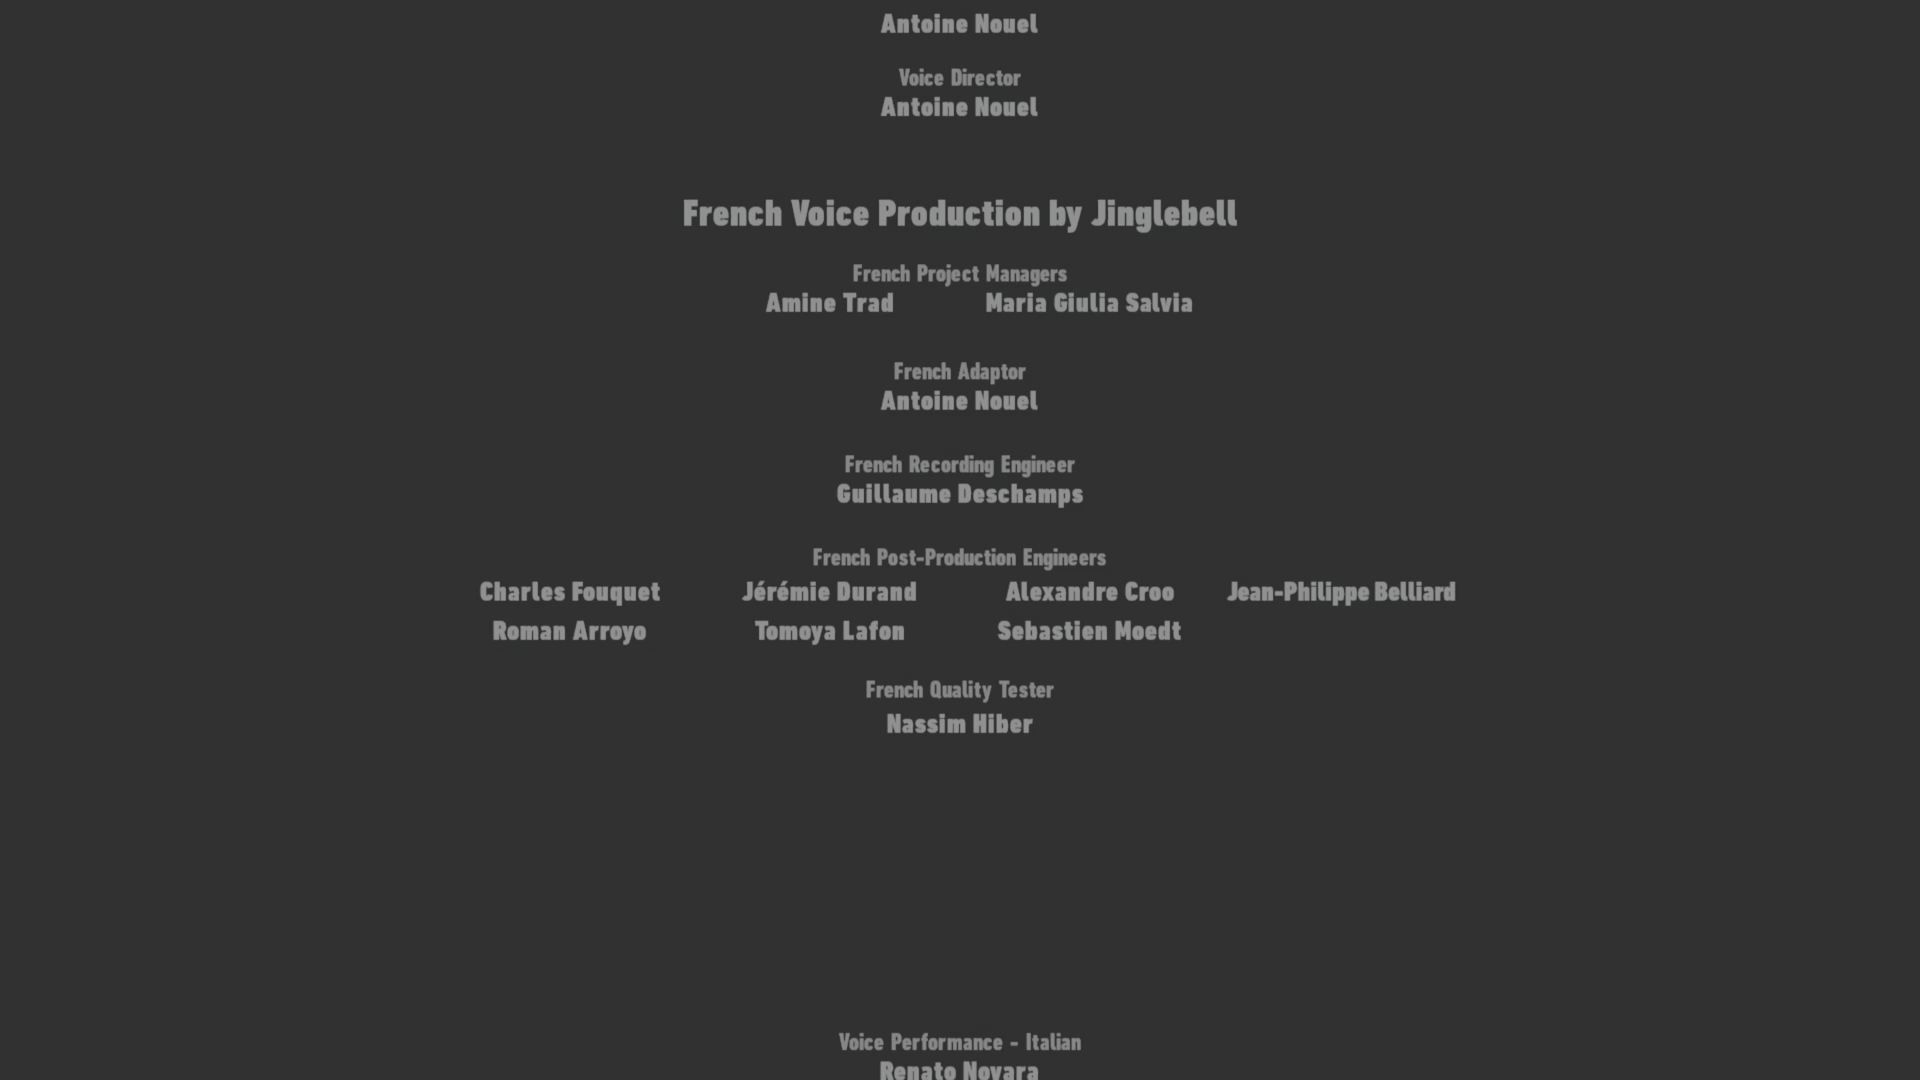 Antoine Nouel
Voice Director
Antoine Nouel
French Voice Production by Jinglebell
French Project Managers
Amine Trad Maria Giulia Salvia
French Adaptor
Antoine Nouel
French Recording Engineer
Guillaume Deschamps
French Post-Production Engineers
Charles Fouquet Jérémie Durand Alexandre Croo Jean-Philippe Belliard
Roman Arroyo Tomoya Lafon Sebastien Moedt
French Quality Tester
Nassim Hiber
Voice Performance - Italian
Renato Novara